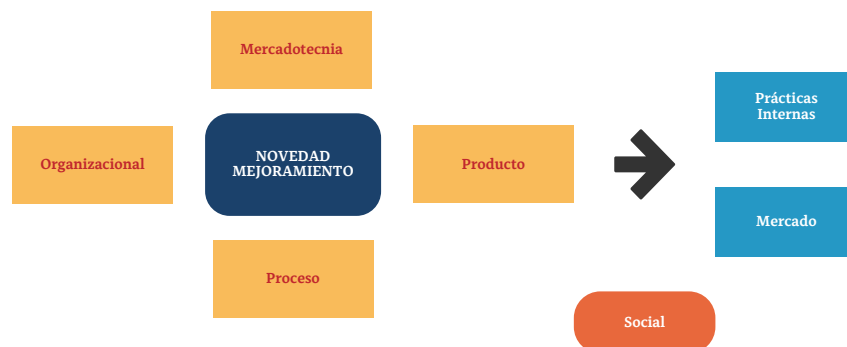 Mercadotecnia
Organizacional
NOVEDAD
MEJORAMIENTO
Producto
Proceso
Prácticas
Internas
Mercado
Social